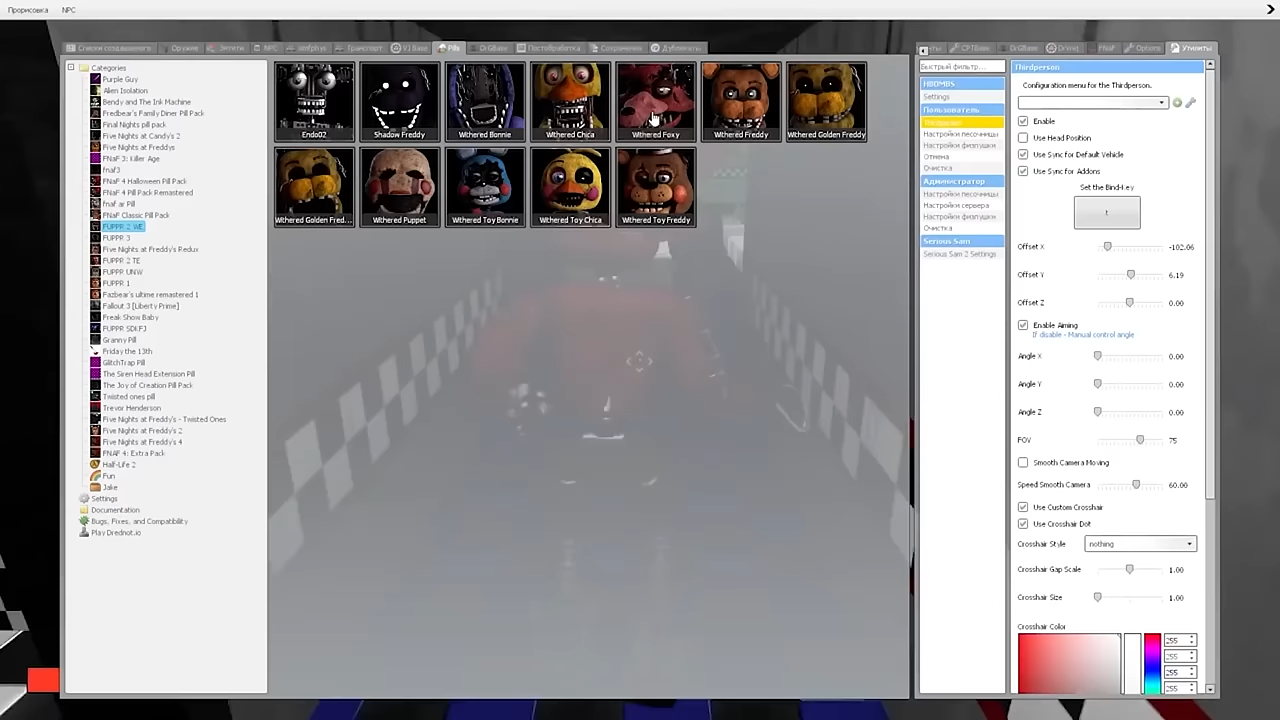 Прорисовка NPC
Списки создаваемого Оружие Энтити NPC simfphys Транспорт VJ Base Pills DrGBase Постобработка Сохранения Дубликаты
CPTBase DrGBase DrVrej FNaF Options Утилиты
Categories
Purple Guy
Alien Isolation
Bendy and The Ink Machine
Fredbear's Family Diner Pill Pack
Final Nights pill pack
Five Nights at Candy's 2
Five Nights at Freddys
FNaF 3: Killer Age
fnaf3
FNaF 4 Halloween Pill Pack
FNaF 4 Pill Pack Remastered
fnaf ar Pill
FNaF Classic Pill Pack
FUPPR 2 WE
FUPPR 3
Five Nights at Freddy's Redux
FUPPR 2 TE
FUPPR UNW
FUPPR 1
Fazbear's ultime remastered 1
Fallout 3 [Liberty Prime]
Freak Show Baby
FUPPR SDI.FJ
Granny Pill
Friday the 13th
GlitchTrap Pill
The Siren Head Extension Pill
The Joy of Creation Pill Pack
Twisted ones pill
Trevor Henderson
Five Nights at Freddy's - Twisted Ones
Five Nights at Freddy's 2
Five Nights at Freddy's 4
FNAF 4: Extra Pack
Half-Life 2
Fun
Jake
Settings
Documentation
Bugs, Fixes, and Compatibility
Play Drednot.io
Endo02 Shadow Freddy Withered Bonnie Withered Chica Withered Foxy Withered Freddy Withered Golden Freddy
Withered Golden Fred... Withered Puppet Withered Toy Bonnie Withered Toy Chica Withered Toy Freddy
Быстрый фильтр...
HBOMBS
Settings
Пользователь
Thirdperson
Настройки песочницы
Настройки физпушки
Отмена
Очистка
Администратор
Настройки песочницы
Настройки сервера
Настройки физпушки
Очистка
Serious Sam
Serious Sam 2 Settings
Thirdperson
Configuration menu for the Thirdperson.
Enable
Use Head Position
Use Sync for Default Vehicle
Use Sync for Addons
Set the Bind-key
Offset X -102.06
Offset Y 6.19
Offset Z 0.00
Enable Aiming
If disable - Manual control angle
Angle X 0.00
Angle Y 0.00
Angle Z 0.00
FOV 75
Smooth Camera Moving
Speed Smooth Camera 60.00
Use Custom Crosshair
Use Crosshair Dot
Crosshair Style nothing
Crosshair Gap Scale 1.00
Crosshair Size 1.00
Crosshair Color
255
255
255
255